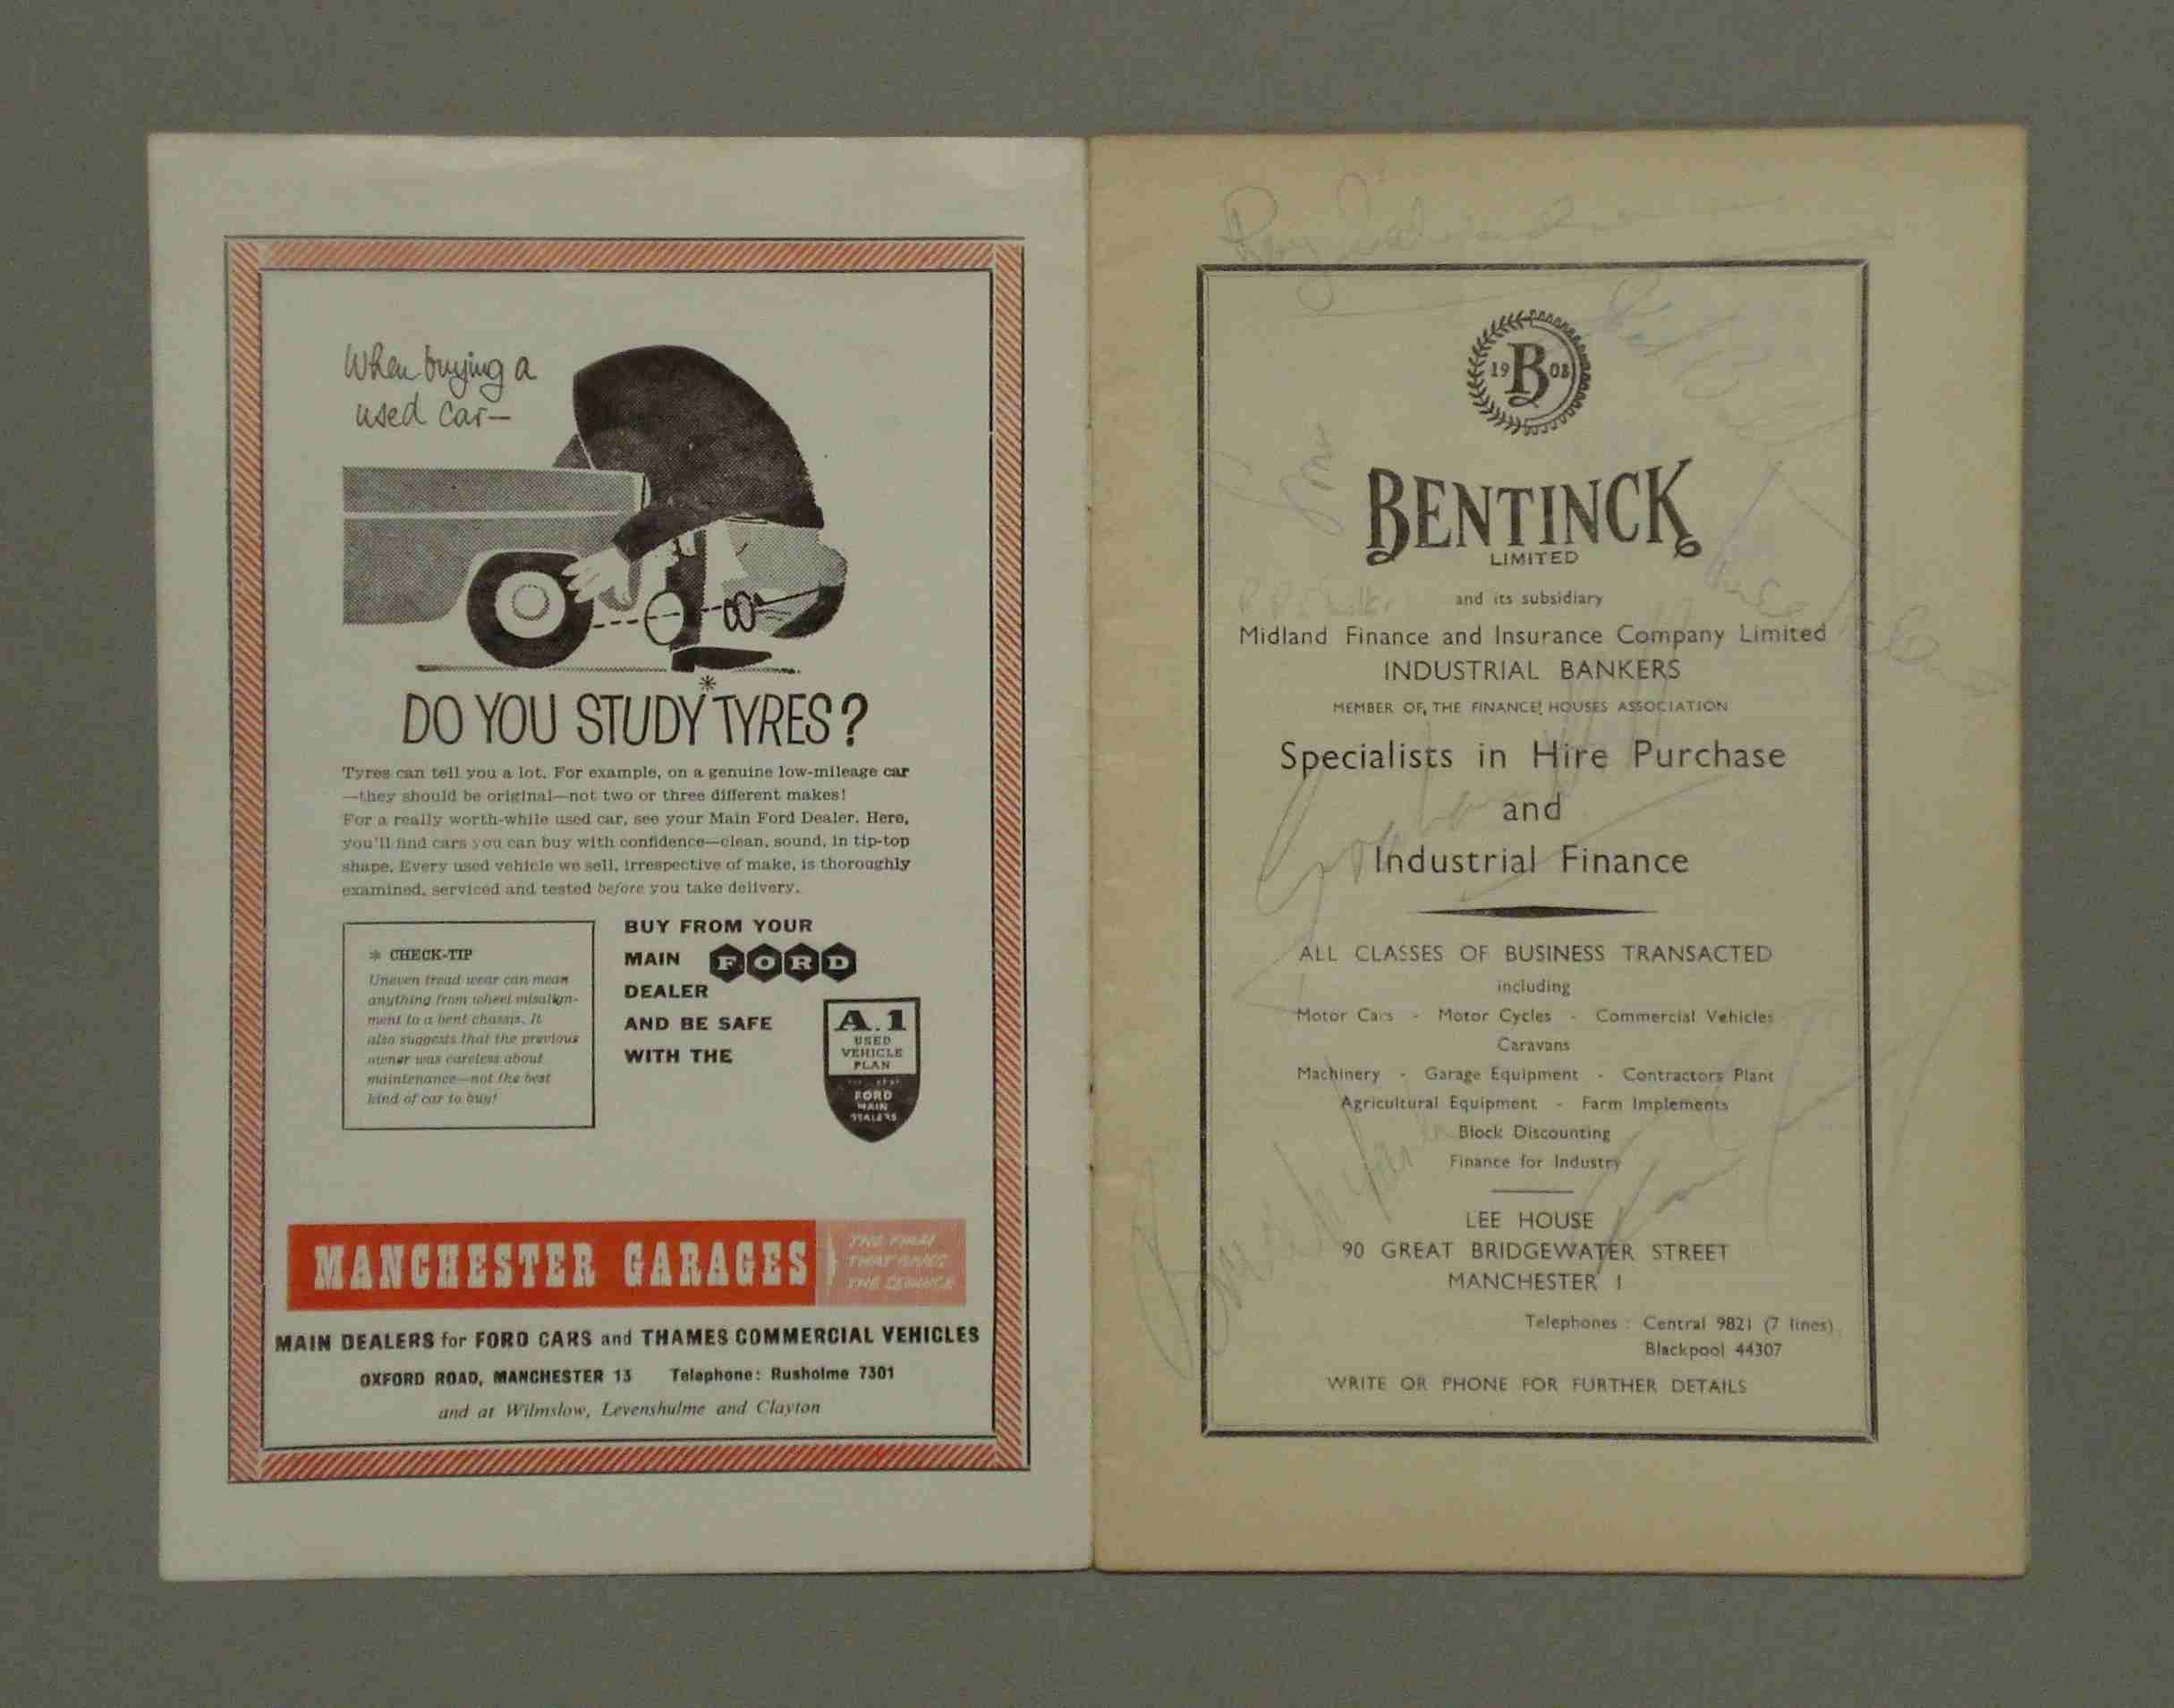 When buying a
used car—
DO YOU STUDY* TYRES?
Tyres can tell you a lot. For example, on a genuine low-mileage car
—they should be original—not two or three different makes!
For a really worth-while used car, see your Main Ford Dealer. Here,
you'll find cars you can buy with confidence—clean, sound, in tip-top
shape. Every used vehicle we sell, irrespective of make, is thoroughly
examined, serviced and tested before you take delivery.
* CHECK-TIP
Uneven tread wear can mean
anything from wheel misalign-
ment to a bent chassis. It
also suggests that the previous
owner was careless about
maintenance—not the best
kind of car to buy!
BUY FROM YOUR
MAIN FORD
DEALER
AND BE SAFE
WITH THE
A.1
USED
VEHICLE
PLAN
FORD
MAIN
DEALERS
MANCHESTER GARAGES
THE FIRM
THAT GIVES
THE SERVICE
MAIN DEALERS for FORD CARS and THAMES COMMERCIAL VEHICLES
OXFORD ROAD, MANCHESTER 13 Telephone: Rusholme 7301
and at Wilmslow, Levenshulme and Clayton
Roy
19 B 08
BENTINCK
LIMITED
and its subsidiary
Midland Finance and Insurance Company Limited
INDUSTRIAL BANKERS
MEMBER OF THE FINANCE HOUSES ASSOCIATION
Specialists in Hire Purchase
and
Industrial Finance
ALL CLASSES OF BUSINESS TRANSACTED
including
Motor Cars - Motor Cycles - Commercial Vehicles
Caravans
Machinery - Garage Equipment - Contractors Plant
Agricultural Equipment - Farm Implements
Block Discounting
Finance for Industry
LEE HOUSE
90 GREAT BRIDGEWATER STREET
MANCHESTER 1
Telephones : Central 9821 (7 lines)
Blackpool 44307
WRITE OR PHONE FOR FURTHER DETAILS